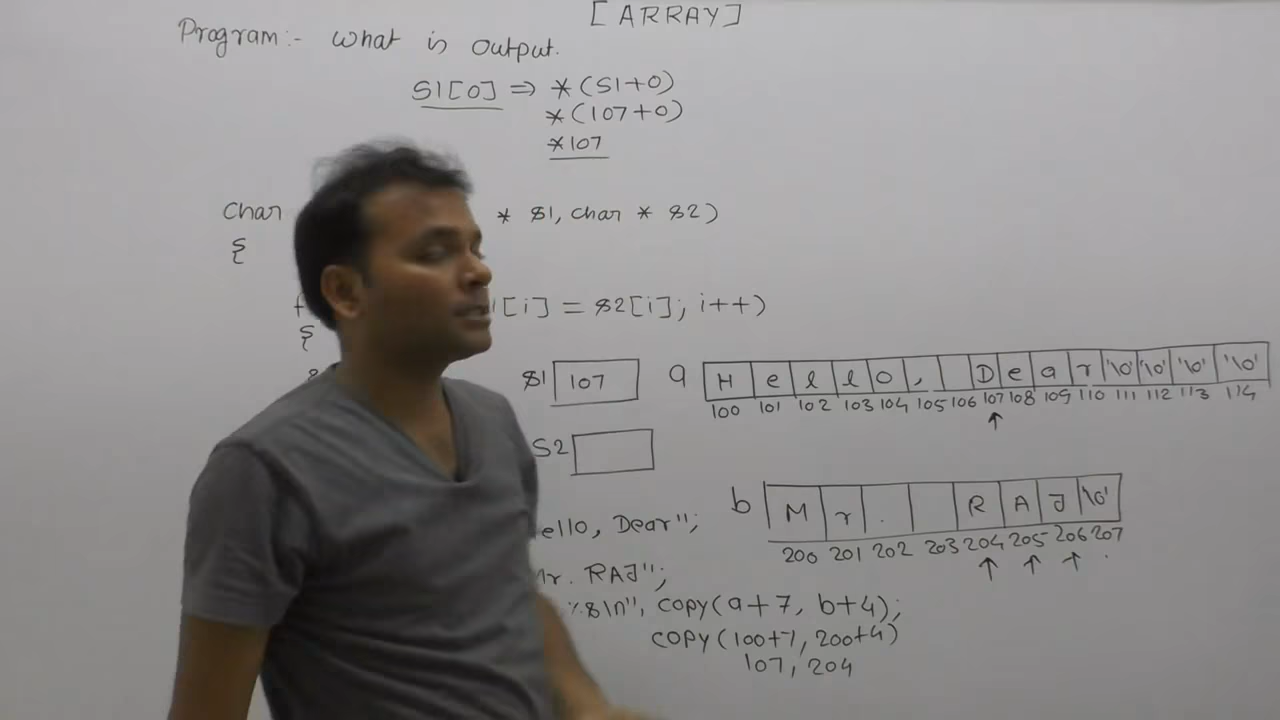 [ARRAY]
Program:- What is output.
S1[0] ⇒ *(S1+0)
*(107+0)
*107
Char * S1, char * S2)
{
f [i] = S2[i]; i++)
{
S1 107
a H e l l o , D e a r '\0' '\0' '\0' '\0'
100 101 102 103 104 105 106 107 108 109 110 111 112 113 114
↑
S2
b M r . R A J '\0'
200 201 202 203 204 205 206 207
↑ ↑ ↑
ello, Dear";
Mr. RAJ";
%s\n", copy(a+7, b+4);
copy(100+7, 200+4)
107, 204